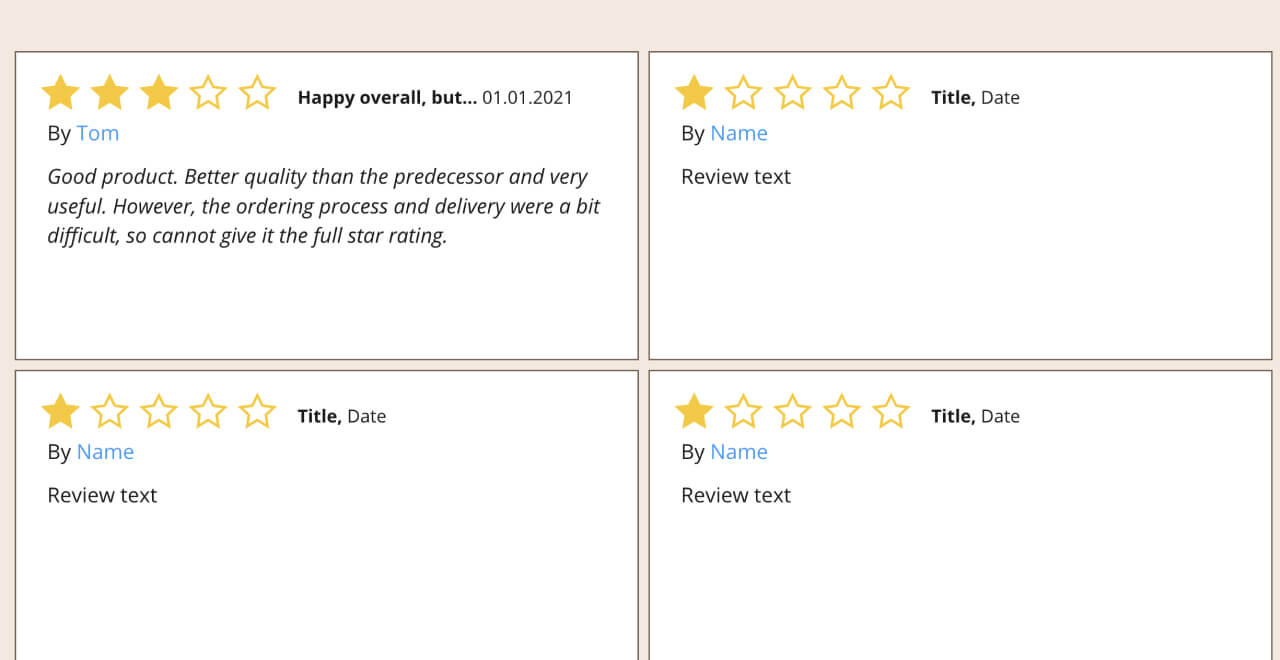 Happy overall, but... 01.01.2021
By Tom
Good product. Better quality than the predecessor and very
useful. However, the ordering process and delivery were a bit
difficult, so cannot give it the full star rating.
Title, Date
By Name
Review text
Title, Date
By Name
Review text
Title, Date
By Name
Review text